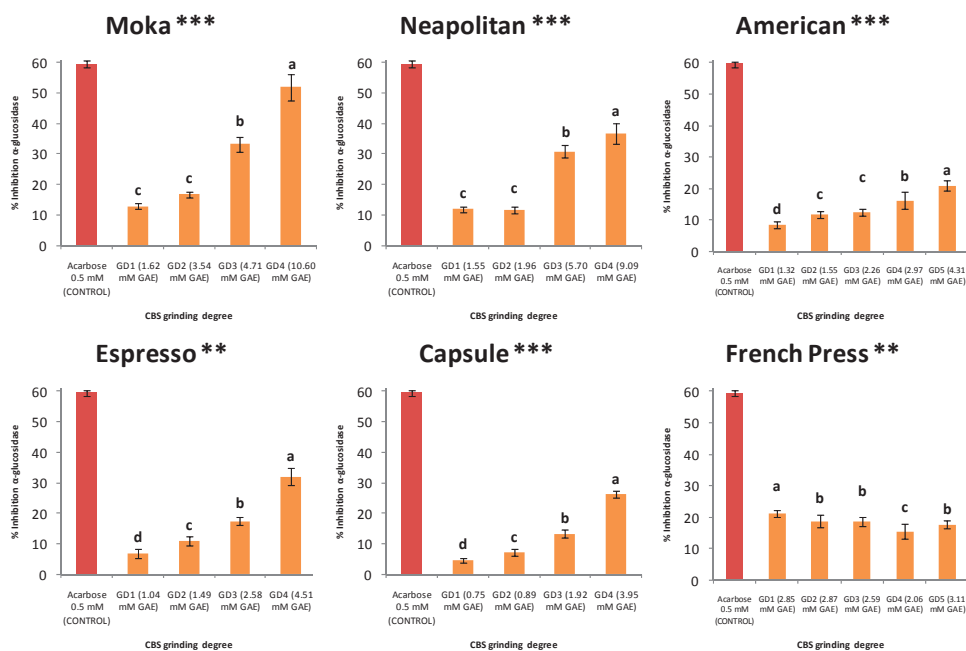 Moka ***
% Inhibition α-glucosidase
60
50
40
30
20
10
0
c
c
b
a
Acarbose
0.5 mM
(CONTROL)
GD1 (1.62
mM GAE)
GD2 (3.54
mM GAE)
GD3 (4.71
mM GAE)
GD4 (10.60
mM GAE)
CBS grinding degree
Neapolitan ***
% Inhibition α-glucosidase
60
50
40
30
20
10
0
c
c
b
a
Acarbose
0.5 mM
(CONTROL)
GD1 (1.55
mM GAE)
GD2 (1.96
mM GAE)
GD3 (5.70
mM GAE)
GD4 (9.09
mM GAE)
CBS grinding degree
American ***
% Inhibition α-glucosidase
60
50
40
30
20
10
0
d
c
c
b
a
Acarbose
0.5 mM
(CONTROL)
GD1 (1.32
mM GAE)
GD2 (1.55
mM GAE)
GD3 (2.26
mM GAE)
GD4 (2.97
mM GAE)
GD5 (4.31
mM GAE)
CBS grinding degree
Espresso **
% Inhibition α-glucosidase
60
50
40
30
20
10
0
d
c
b
a
Acarbose
0.5 mM
(CONTROL)
GD1 (1.04
mM GAE)
GD2 (1.49
mM GAE)
GD3 (2.58
mM GAE)
GD4 (4.51
mM GAE)
CBS grinding degree
Capsule ***
% Inhibition α-glucosidase
60
50
40
30
20
10
0
d
c
b
a
Acarbose
0.5 mM
(CONTROL)
GD1 (0.75
mM GAE)
GD2 (0.89
mM GAE)
GD3 (1.92
mM GAE)
GD4 (3.95
mM GAE)
CBS grinding degree
French Press **
% Inhibition α-glucosidase
60
50
40
30
20
10
0
a
b
b
c
b
Acarbose
0.5 mM
(CONTROL)
GD1 (2.85
mM GAE)
GD2 (2.87
mM GAE)
GD3 (2.59
mM GAE)
GD4 (2.06
mM GAE)
GD5 (3.11
mM GAE)
CBS grinding degree